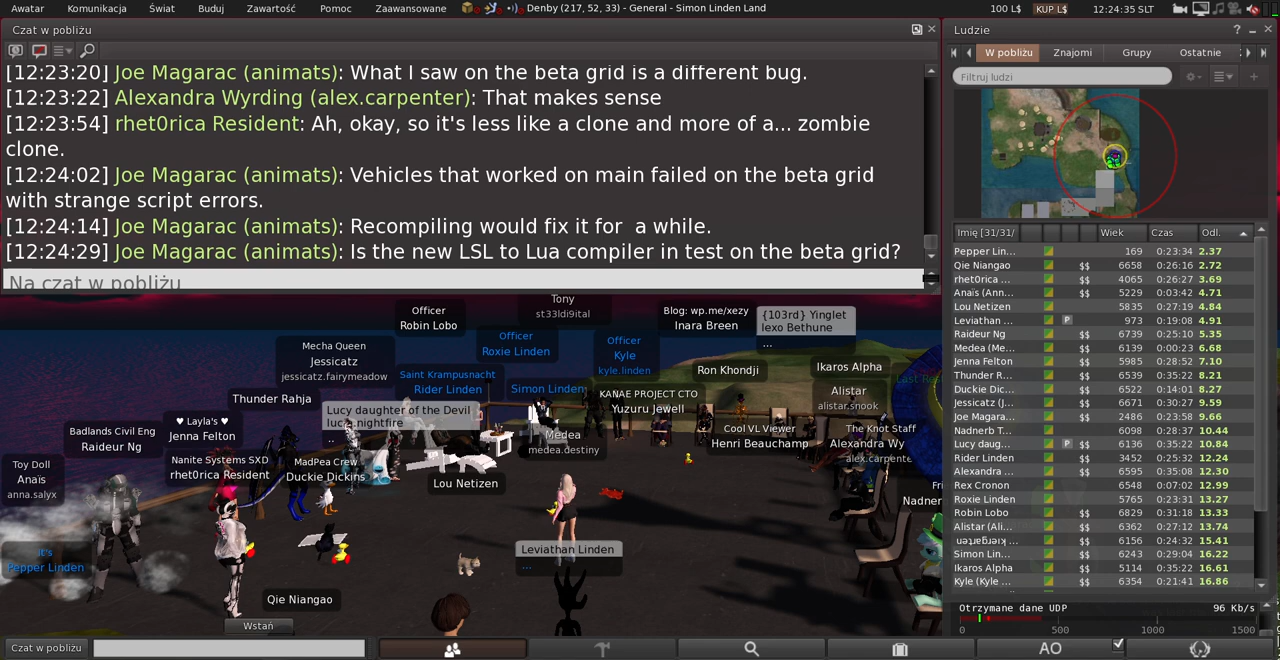 Awatar Komunikacja Świat Buduj Zawartość Pomoc Zaawansowane Denby (217, 52, 33) - General - Simon Linden Land 100 L$ KUP L$ 12:24:35 SLT
Czat w pobliżu
[12:23:20] Joe Magarac (animats): What I saw on the beta grid is a different bug.
[12:23:22] Alexandra Wyrding (alex.carpenter): That makes sense
[12:23:54] rhet0rica Resident: Ah, okay, so it's less like a clone and more of a... zombie
clone.
[12:24:02] Joe Magarac (animats): Vehicles that worked on main failed on the beta grid
with strange script errors.
[12:24:14] Joe Magarac (animats): Recompiling would fix it for  a while.
[12:24:29] Joe Magarac (animats): Is the new LSL to Lua compiler in test on the beta grid?
Na czat w pobliżu
Tony
st33ldi9ital
Officer
Robin Lobo
Blog: wp.me/xezy
Inara Breen
{103rd} Yinglet
lexo Bethune
...
Officer
Roxie Linden
Officer
Kyle
kyle.linden
Mecha Queen
Jessicatz
jessicatz.fairymeadow
Ron Khondji
Ikaros Alpha
Saint Krampusnacht
Rider Linden
Simon Linden
KANAE PROJECT CTO
Yuzuru Jewell
Alistar
alistar.snook
Thunder Rahja
Lucy daughter of the Devil
..
♥ Layla's ♥
Jenna Felton
Badlands Civil Eng
Raideur Ng
Medea
medea.destiny
Cool VL Viewer
Henri Beauchamp
The Knot Staff
Alexandra Wy
alex.carpente
Toy Doll
Anaïs
anna.salyx
Nanite Systems SXD
rhet0rica Resident
MadPea Crew
Duckie Dickins
Lou Netizen
Fri
Nadner
It's
Pepper Linden
Leviathan Linden
...
Qie Niangao
Wstań
Czat w pobliżu
AO
Ludzie
W pobliżu Znajomi Grupy Ostatnie
Filtruj ludzi
Imię [31/31/ Wiek Czas Odl.
Pepper Lin... 169 0:23:34 2.37
Qie Niangao $$ 6658 0:26:16 2.72
rhet0rica ... $$ 4065 0:26:27 3.69
Anaïs (Ann... $$ 5229 0:03:42 4.71
Lou Netizen 5835 0:27:19 4.84
Leviathan ... P 973 0:19:08 4.91
Raideur Ng $$ 6739 0:25:10 5.35
Medea (Me... $$ 6139 0:00:23 6.68
Jenna Felton $$ 5985 0:28:52 7.10
Thunder R... $$ 6539 0:35:22 8.21
Duckie Dic... $$ 6522 0:14:01 8.27
Jessicatz (J... $$ 6671 0:30:27 9.59
Joe Magara... $$ 2486 0:23:58 9.66
Nadnerb T... 6098 0:28:37 10.44
Lucy daug... P $$ 6136 0:35:22 10.84
Rider Linden $$ 3452 0:25:32 12.24
Alexandra ... $$ 6595 0:35:08 12.30
Rex Cronon 6548 0:07:02 12.99
Roxie Linden 5765 0:23:31 13.27
Robin Lobo $$ 6829 0:31:18 13.33
Alistar (Ali... $$ 6362 0:27:12 13.74
$$ 6156 0:24:32 15.41
Simon Lin... $$ 6243 0:29:04 16.22
Ikaros Alpha $$ 5114 0:35:22 16.61
Kyle (Kyle ... $$ 6354 0:21:41 16.86
Otrzymane dane UDP 96 Kb/s
0 500 1000 1500